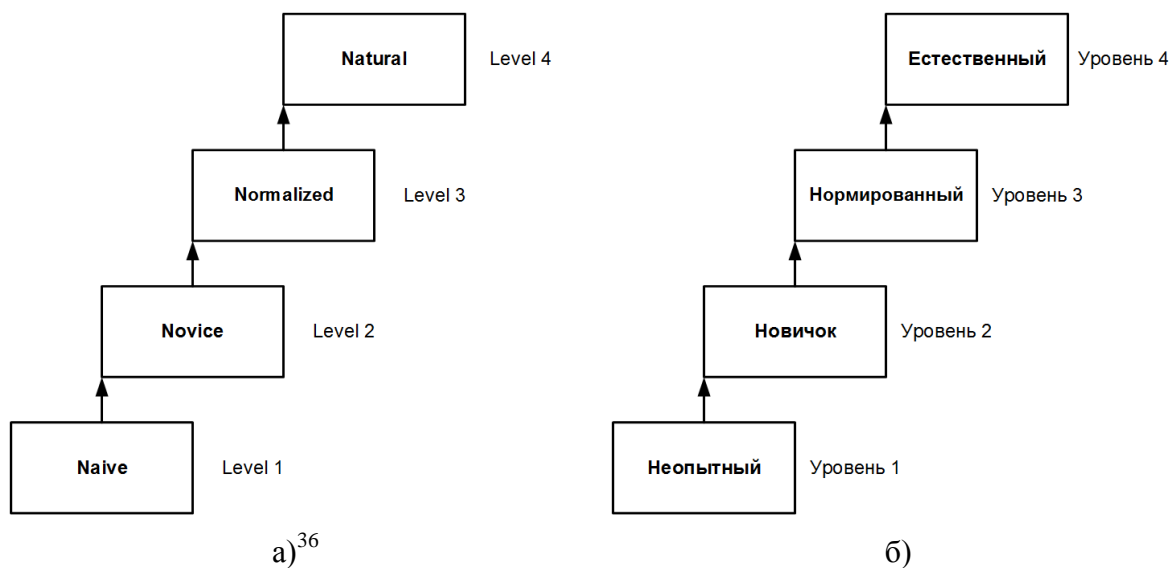 Natural Level 4
Normalized Level 3
Novice Level 2
Naive Level 1
а)36
Естественный Уровень 4
Нормированный Уровень 3
Новичок Уровень 2
Неопытный Уровень 1
б)